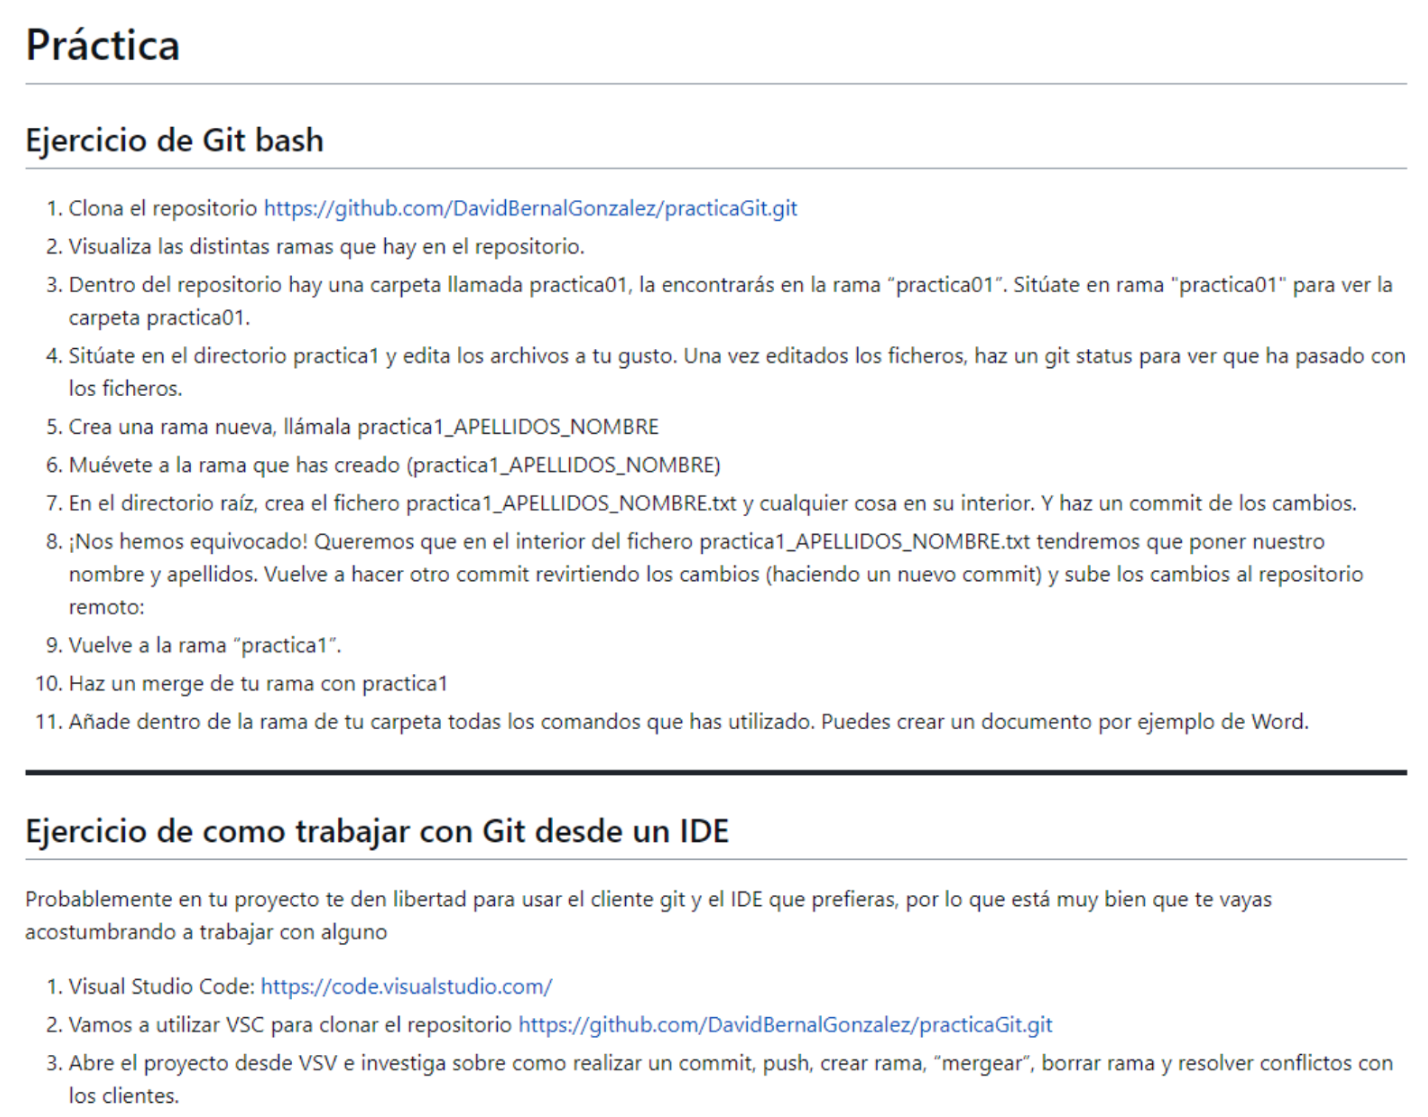 Práctica
Ejercicio de Git bash
1. Clona el repositorio https://github.com/DavidBernalGonzalez/practicaGit.git
2. Visualiza las distintas ramas que hay en el repositorio.
3. Dentro del repositorio hay una carpeta llamada practica01, la encontrarás en la rama “practica01”. Sitúate en rama "practica01" para ver la
carpeta practica01.
4. Sitúate en el directorio practica1 y edita los archivos a tu gusto. Una vez editados los ficheros, haz un git status para ver que ha pasado con
los ficheros.
5. Crea una rama nueva, llámala practica1_APELLIDOS_NOMBRE
6. Muévete a la rama que has creado (practica1_APELLIDOS_NOMBRE)
7. En el directorio raíz, crea el fichero practica1_APELLIDOS_NOMBRE.txt y cualquier cosa en su interior. Y haz un commit de los cambios.
8. ¡Nos hemos equivocado! Queremos que en el interior del fichero practica1_APELLIDOS_NOMBRE.txt tendremos que poner nuestro
nombre y apellidos. Vuelve a hacer otro commit revirtiendo los cambios (haciendo un nuevo commit) y sube los cambios al repositorio
remoto:
9. Vuelve a la rama “practica1”.
10. Haz un merge de tu rama con practica1
11. Añade dentro de la rama de tu carpeta todas los comandos que has utilizado. Puedes crear un documento por ejemplo de Word.
Ejercicio de como trabajar con Git desde un IDE
Probablemente en tu proyecto te den libertad para usar el cliente git y el IDE que prefieras, por lo que está muy bien que te vayas
acostumbrando a trabajar con alguno
1. Visual Studio Code: https://code.visualstudio.com/
2. Vamos a utilizar VSC para clonar el repositorio https://github.com/DavidBernalGonzalez/practicaGit.git
3. Abre el proyecto desde VSV e investiga sobre como realizar un commit, push, crear rama, “mergear”, borrar rama y resolver conflictos con
los clientes.